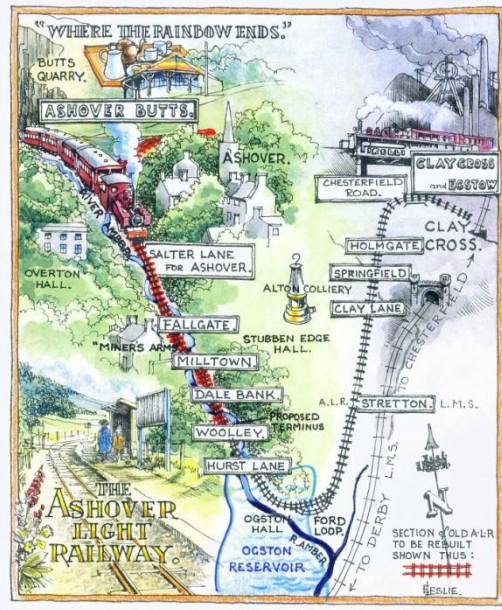 "WHERE THE RAINBOW ENDS."
BUTTS
QUARRY.
ASHOVER BUTTS.
ASHOVER.
CLAY CROSS
and EGSTOW
CHESTERFIELD
ROAD.
RIVER AMBER
CLAY
CROSS.
HOLMGATE
SALTER LANE
FOR ASHOVER.
SPRINGFIELD
OVERTON
HALL.
ALTON COLLIERY
CLAY LANE
FALLGATE.
"MINERS ARMS"
STUBBEN EDGE
HALL.
MILLTOWN.
TO CHESTERFIELD
DALE BANK.
A.L.R.
STRETTON.
L.M.S.
PROPOSED
TERMINUS
WOOLLEY.
HURST LANE
THE
ASHOVER
LIGHT
RAILWAY.
OGSTON
HALL
FORD
LOOP.
R. AMBER
OGSTON
RESERVOIR
TO DERBY L.M.S.
N
SECTION OF OLD A.L.R
TO BE REBUILT
SHOWN THUS:
LESLIE.